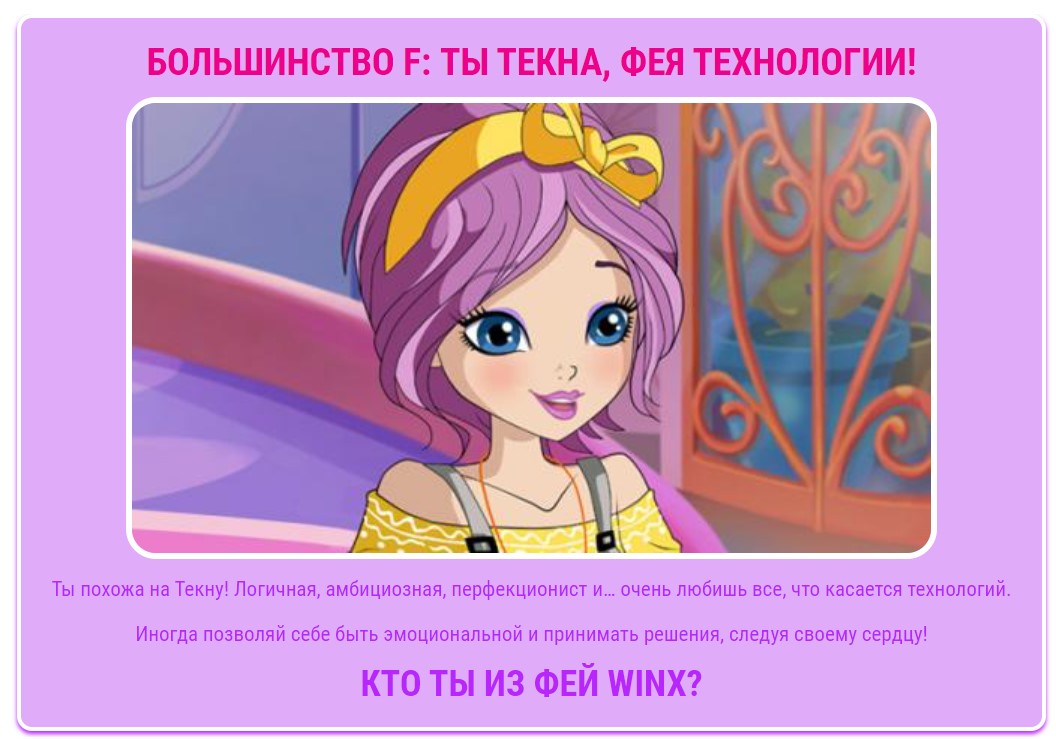 БОЛЬШИНСТВО F: ТЫ ТЕКНА, ФЕЯ ТЕХНОЛОГИИ!
Ты похожа на Текну! Логичная, амбициозная, перфекционист и... очень любишь все, что касается технологий.
Иногда позволяй себе быть эмоциональной и принимать решения, следуя своему сердцу!
КТО ТЫ ИЗ ФЕЙ WINX?